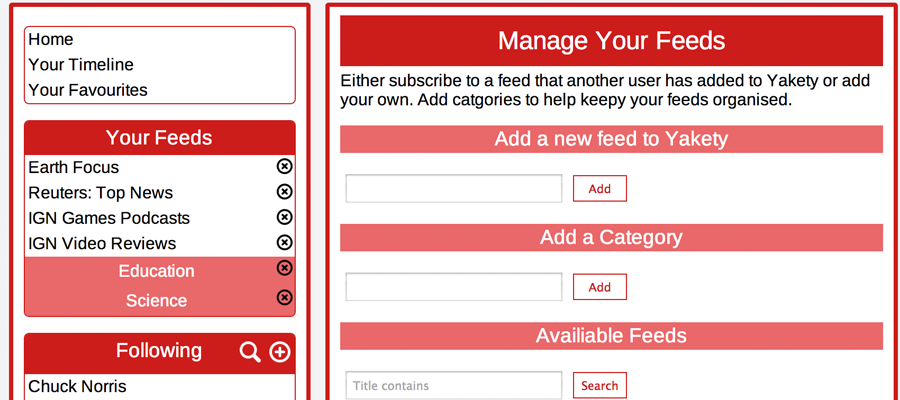 Home
Your Timeline
Your Favourites
Your Feeds
Earth Focus
Reuters: Top News
IGN Games Podcasts
IGN Video Reviews
Education
Science
Following
Chuck Norris
Manage Your Feeds
Either subscribe to a feed that another user has added to Yakety or add
your own. Add catgories to help keepy your feeds organised.
Add a new feed to Yakety
Add
Add a Category
Add
Availiable Feeds
Title contains
Search